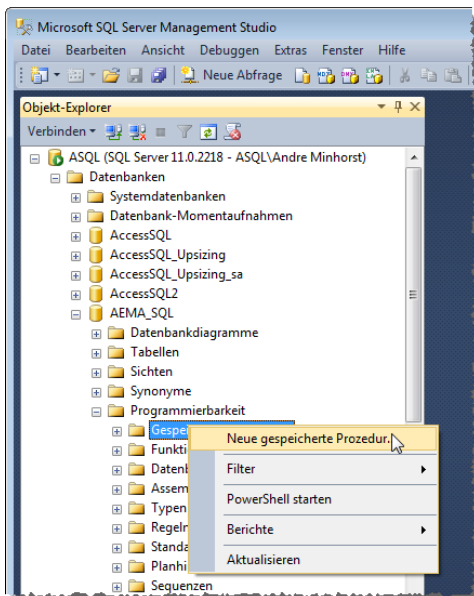 Microsoft SQL Server Management Studio
Datei Bearbeiten Ansicht Debuggen Extras Fenster Hilfe
Neue Abfrage
Objekt-Explorer
Verbinden
ASQL (SQL Server 11.0.2218 - ASQL\Andre Minhorst)
Datenbanken
Systemdatenbanken
Datenbank-Momentaufnahmen
AccessSQL
AccessSQL_Upsizing
AccessSQL_Upsizing_sa
AccessSQL2
AEMA_SQL
Datenbankdiagramme
Tabellen
Sichten
Synonyme
Programmierbarkeit
Gespe
Neue gespeicherte Prozedur..
Funkti
Filter
Datenb
Assem
PowerShell starten
Typen
Regeln
Berichte
Standa
Planhi
Aktualisieren
Sequenzen